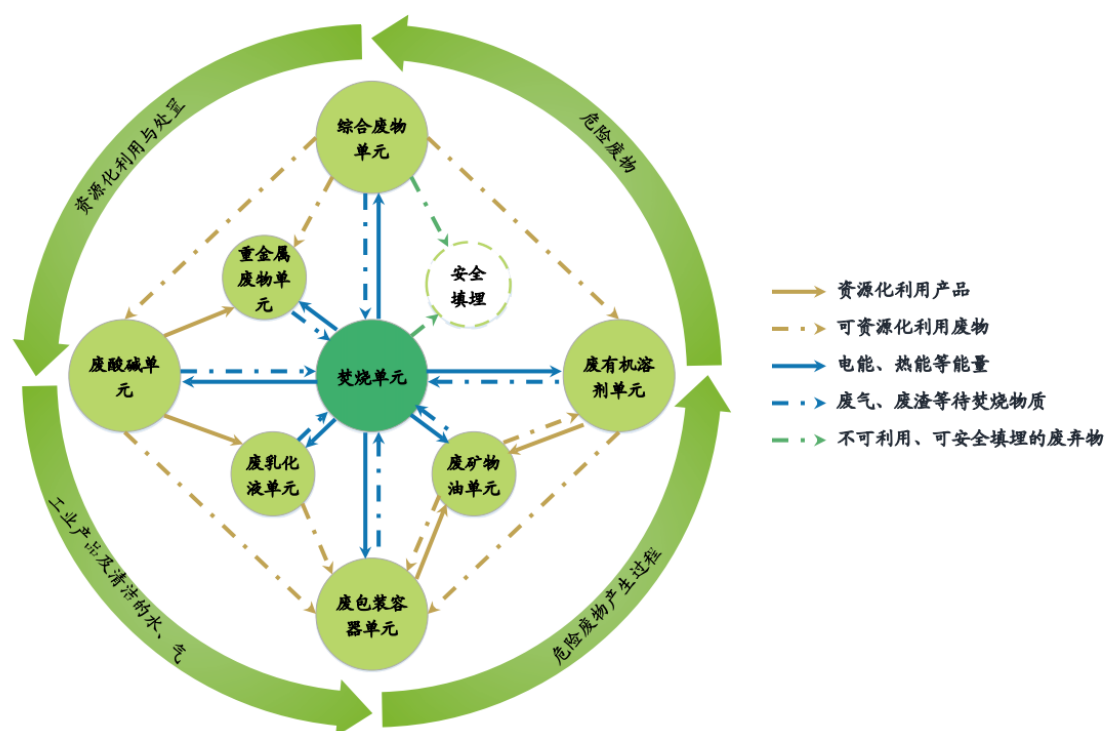 危险废物
资源化利用与处置
综合废物
单元
重金属
废物单
元
安全
填埋
废酸碱单
元
焚烧单元
废有机溶
剂单元
废乳化
液单元
废矿物
油单元
废包装容
器单元
工业产品及清洁的水、气
危险废物产生过程
资源化利用产品
可资源化利用废物
电能、热能等能量
废气、废渣等待焚烧物质
不可利用、可安全填埋的废弃物